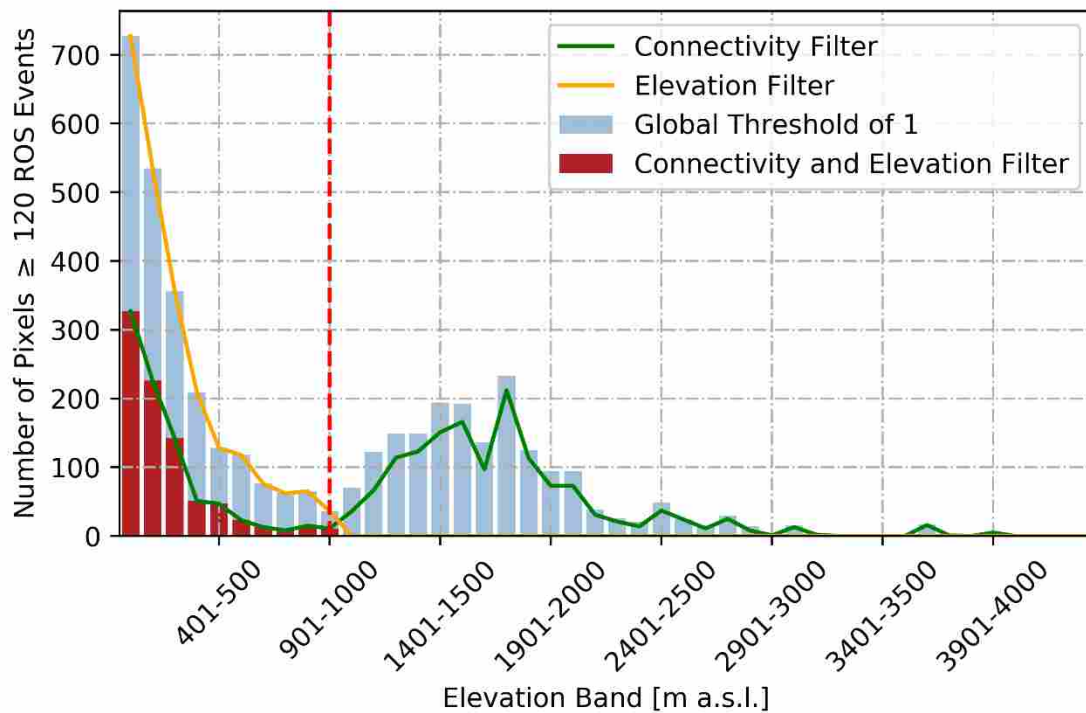 Number of Pixels ≥ 120 ROS Events
700
600
500
400
300
200
100
0
Connectivity Filter
Elevation Filter
Global Threshold of 1
Connectivity and Elevation Filter
401-500
901-1000
1401-1500
1901-2000
2401-2500
2901-3000
3401-3500
3901-4000
Elevation Band [m a.s.l.]